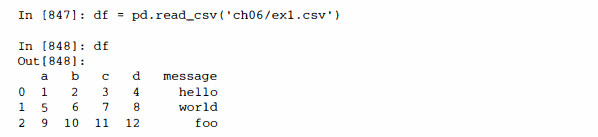 In [847]: df = pd.read_csv('ch06/ex1.csv')
In [848]: df
Out[848]:
a b c d message
0 1 2 3 4 hello
1 5 6 7 8 world
2 9 10 11 12 foo